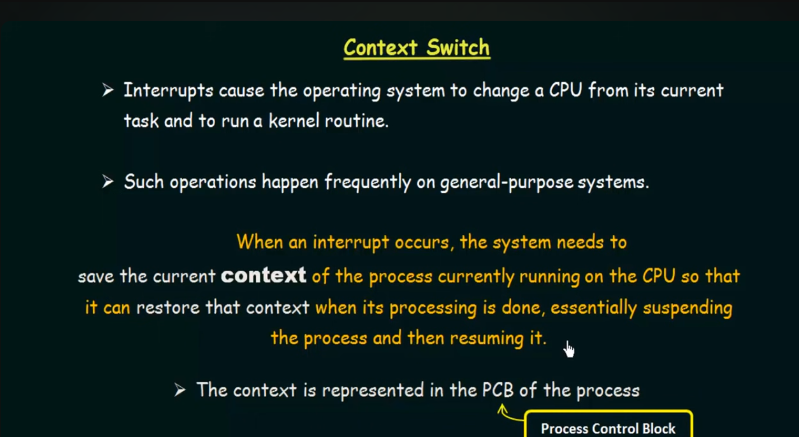 Context Switch
➢ Interrupts cause the operating system to change a CPU from its current
task and to run a kernel routine.
➢ Such operations happen frequently on general-purpose systems.
When an interrupt occurs, the system needs to
save the current context of the process currently running on the CPU so that
it can restore that context when its processing is done, essentially suspending
the process and then resuming it.
➢ The context is represented in the PCB of the process
Process Control Block